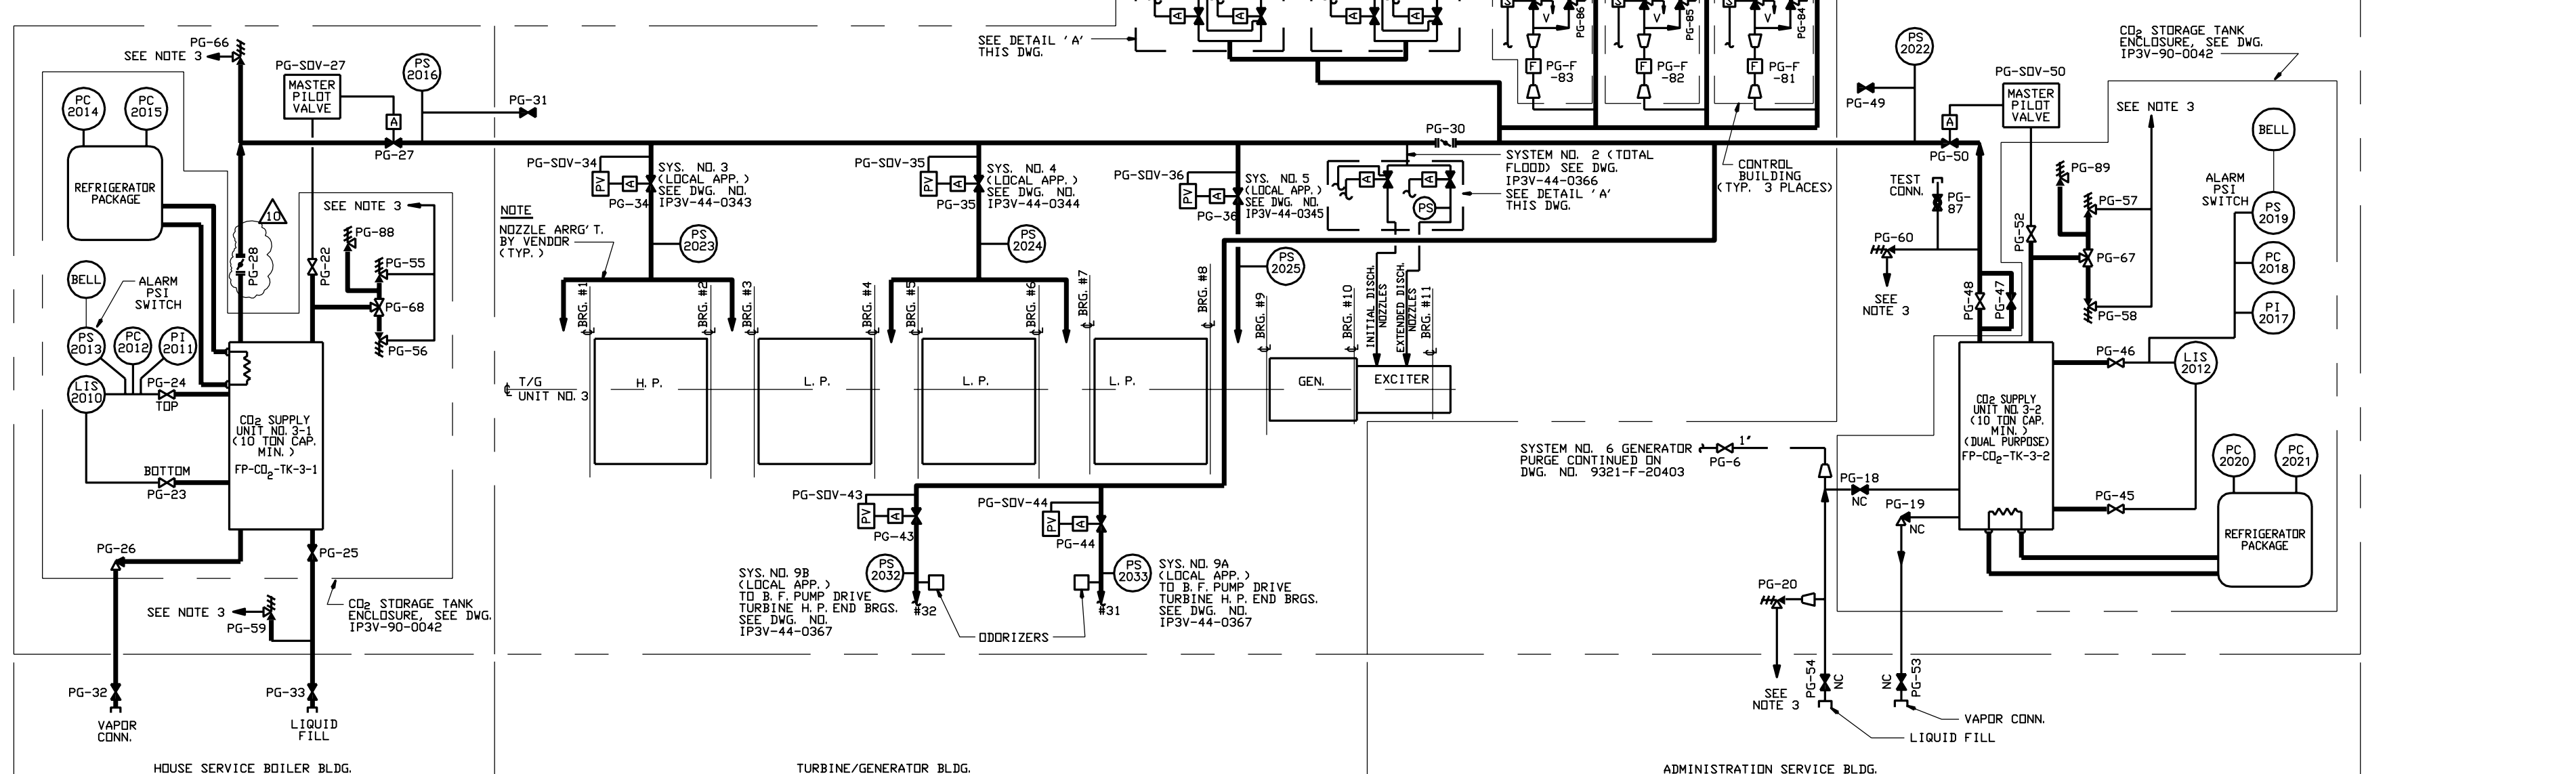 PG-66
SEE NOTE 3
PG-SOV-27
MASTER
PILOT
VALVE
PS
2016
PG-31
A
PG-27
PC
2014
PC
2015
REFRIGERATOR
PACKAGE
10
PG-28
PG-22
SEE NOTE 3
PG-88
PG-55
PG-68
PG-56
BELL
ALARM
PSI
SWITCH
PS
2013
PC
2012
PI
2011
LIS
2010
PG-24
TOP
CO2 SUPPLY
UNIT NO. 3-1
(10 TON CAP.
MIN.)
FP-CO2-TK-3-1
BOTTOM
PG-23
PG-26
PG-25
SEE NOTE 3
PG-59
CO2 STORAGE TANK
ENCLOSURE, SEE DWG.
IP3V-90-0042
PG-32
VAPOR
CONN.
PG-33
LIQUID
FILL
HOUSE SERVICE BOILER BLDG.
SEE DETAIL 'A'
THIS DWG.
A
A
A
A
V
PG-86
F
PG-F
-83
V
PG-85
F
PG-F
-82
V
PG-84
F
PG-F
-81
CONTROL
BUILDING
(TYP. 3 PLACES)
PG-SOV-34
PV
A
PG-34
SYS. NO. 3
(LOCAL APP.)
SEE DWG. NO.
IP3V-44-0343
NOTE
NOZZLE ARRG'T.
BY VENDOR
(TYP.)
PS
2023
PG-SOV-35
PV
A
PG-35
SYS. NO. 4
(LOCAL APP.)
SEE DWG. NO.
IP3V-44-0344
PS
2024
PG-SOV-36
PV
A
PG-36
SYS. NO. 5
(LOCAL APP.)
SEE DWG. NO.
IP3V-44-0345
PS
2025
PG-30
A
A
PS
SYSTEM NO. 2 (TOTAL
FLOOD) SEE DWG.
IP3V-44-0366
SEE DETAIL 'A'
THIS DWG.
BRG. #1
BRG. #2
BRG. #3
BRG. #4
BRG. #5
BRG. #6
BRG. #7
BRG. #8
BRG. #9
BRG. #10
INITIAL DISCH.
NOZZLES
EXTENDED DISCH.
NOZZLES
BRG. #11
T/G
UNIT NO. 3
H. P.
L. P.
L. P.
L. P.
GEN.
EXCITER
PG-SOV-43
PV
A
PG-43
PS
2032
#32
SYS. NO. 9B
(LOCAL APP.)
TO B. F. PUMP DRIVE
TURBINE H. P. END BRGS.
SEE DWG. NO.
IP3V-44-0367
PG-SOV-44
PV
A
PG-44
PS
2033
#31
SYS. NO. 9A
(LOCAL APP.)
TO B. F. PUMP DRIVE
TURBINE H. P. END BRGS.
SEE DWG. NO.
IP3V-44-0367
ODORIZERS
TURBINE/GENERATOR BLDG.
PS
2022
PG-49
PG-SOV-50
MASTER
PILOT
VALVE
A
PG-50
CO2 STORAGE TANK
ENCLOSURE, SEE DWG.
IP3V-90-0042
SEE NOTE 3
BELL
ALARM
PSI
SWITCH
PS
2019
PC
2018
PI
2017
TEST
CONN.
PG-
87
PG-60
SEE
NOTE 3
PG-48
PG-47
PG-52
PG-89
PG-57
PG-67
PG-58
PG-46
LIS
2012
PG-45
CO2 SUPPLY
UNIT NO. 3-2
(10 TON CAP.
MIN.)
(DUAL PURPOSE)
FP-CO2-TK-3-2
PC
2020
PC
2021
REFRIGERATOR
PACKAGE
SYSTEM NO. 6 GENERATOR
PURGE CONTINUED ON
DWG. NO. 9321-F-20403
1"
PG-6
PG-18
NC
PG-19
NC
PG-20
SEE
NOTE 3
PG-54
NC
NC
PG-53
VAPOR CONN.
LIQUID FILL
ADMINISTRATION SERVICE BLDG.